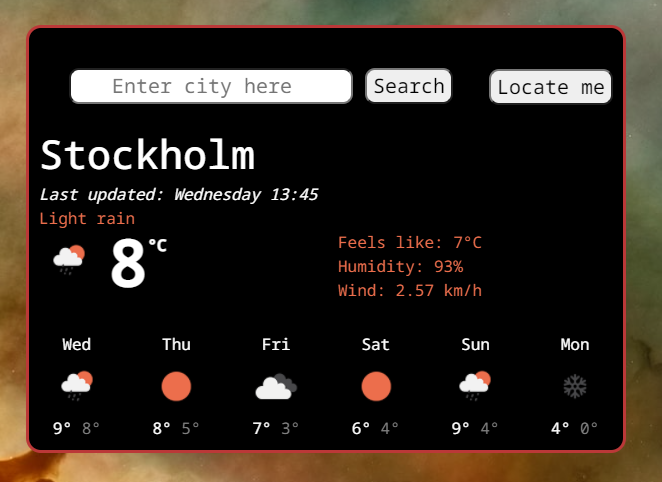 Enter city here Search Locate me
Stockholm
Last updated: Wednesday 13:45
Light rain
8°C
Feels like: 7°C
Humidity: 93%
Wind: 2.57 km/h
Wed Thu Fri Sat Sun Mon
9° 8° 8° 5° 7° 3° 6° 4° 9° 4° 4° 0°